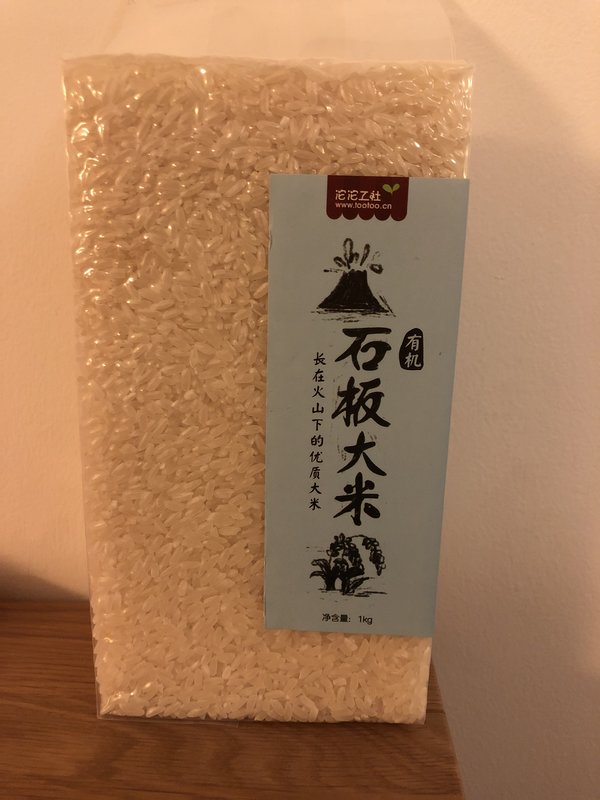 沱沱工社
www.tootoo.cn
有机
石板大米
长在火山下的优质大米
净含量：1kg